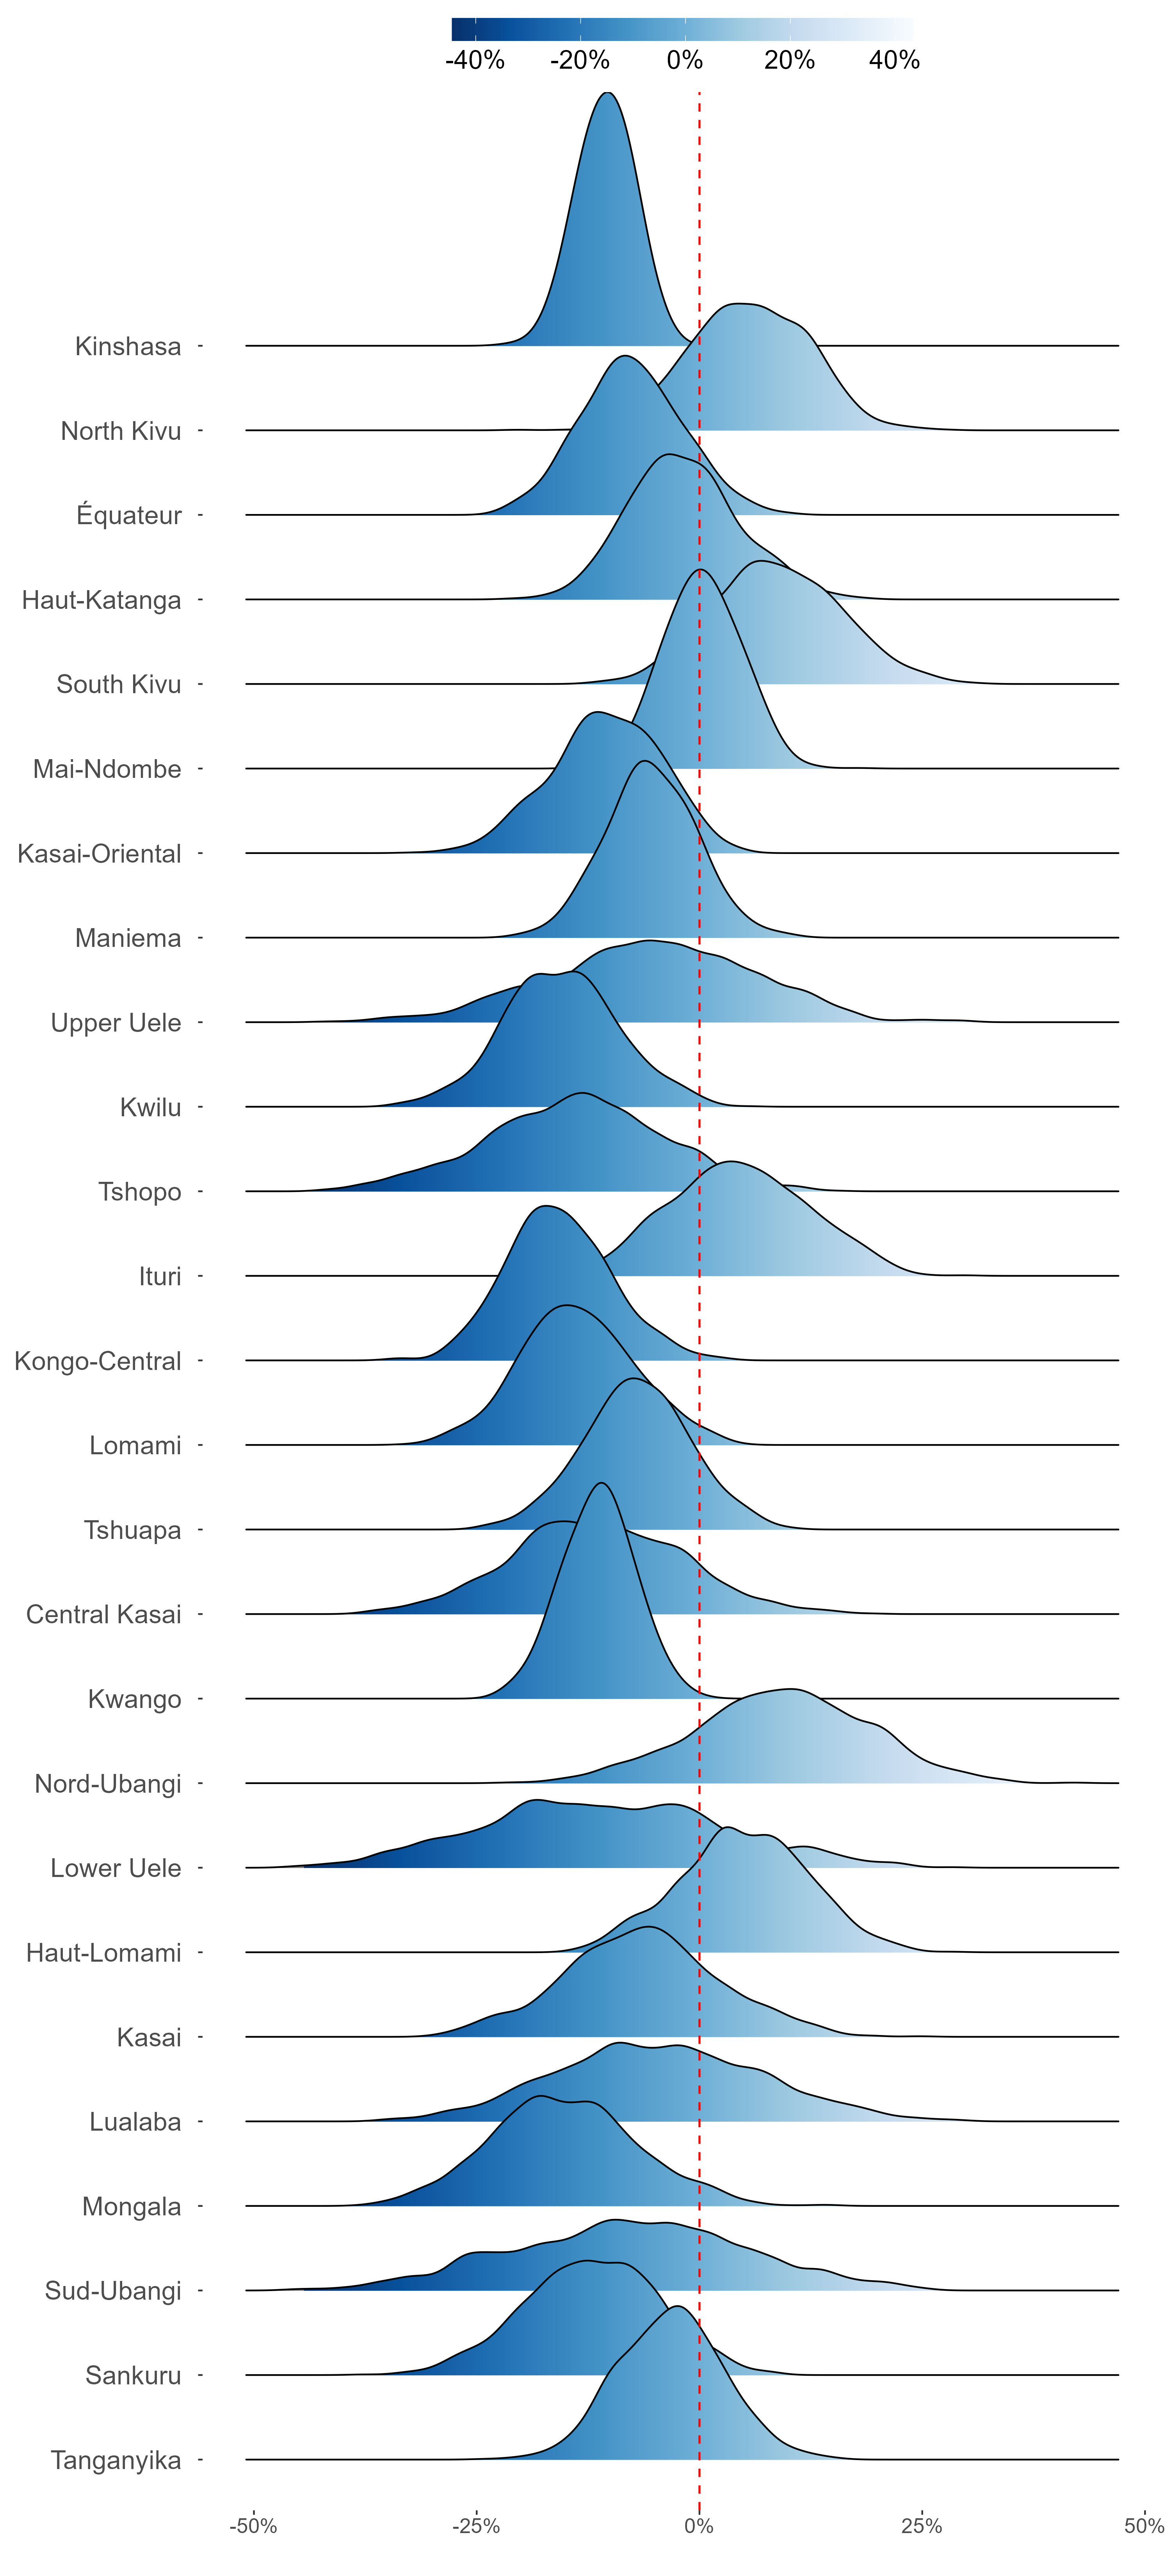 -40% -20% 0% 20% 40%
Kinshasa
North Kivu
Équateur
Haut-Katanga
South Kivu
Mai-Ndombe
Kasai-Oriental
Maniema
Upper Uele
Kwilu
Tshopo
Ituri
Kongo-Central
Lomami
Tshuapa
Central Kasai
Kwango
Nord-Ubangi
Lower Uele
Haut-Lomami
Kasai
Lualaba
Mongala
Sud-Ubangi
Sankuru
Tanganyika
-50% -25% 0% 25% 50%